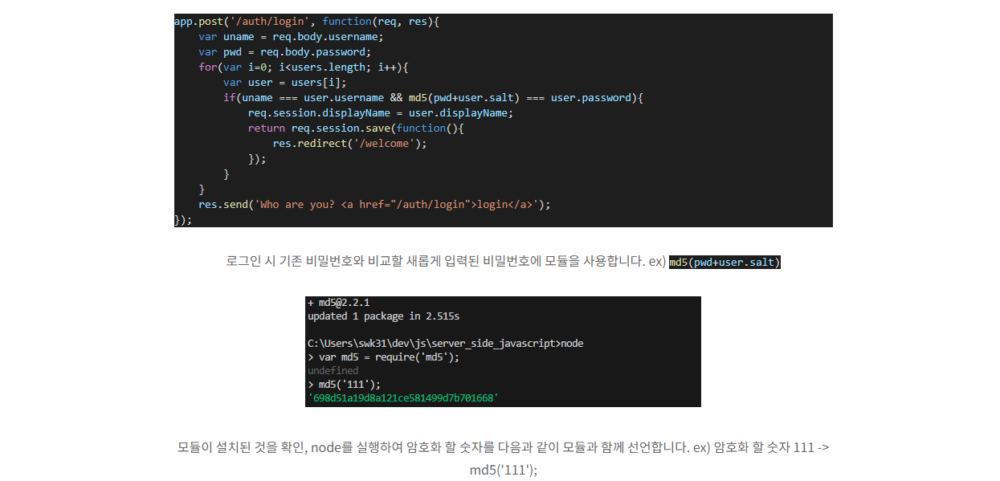 app.post('/auth/login', function(req, res){
    var uname = req.body.username;
    var pwd = req.body.password;
    for(var i=0; i<users.length; i++){
        var user = users[i];
        if(uname === user.username && md5(pwd+user.salt) === user.password){
            req.session.displayName = user.displayName;
            return req.session.save(function(){
                res.redirect('/welcome');
            });
        }
    }
    res.send('Who are you? <a href="/auth/login">login</a>');
});
로그인 시 기존 비밀번호와 비교할 새롭게 입력된 비밀번호에 모듈을 사용합니다. ex) md5(pwd+user.salt)
+ md5@2.2.1
updated 1 package in 2.515s
C:\Users\swk31\dev\js\server_side_javascript>node
> var md5 = require('md5');
undefined
> md5('111');
'698d51a19d8a121ce581499d7b701668'
모듈이 설치된 것을 확인, node를 실행하여 암호화 할 숫자를 다음과 같이 모듈과 함께 선언합니다. ex) 암호화 할 숫자 111 ->
md5('111');